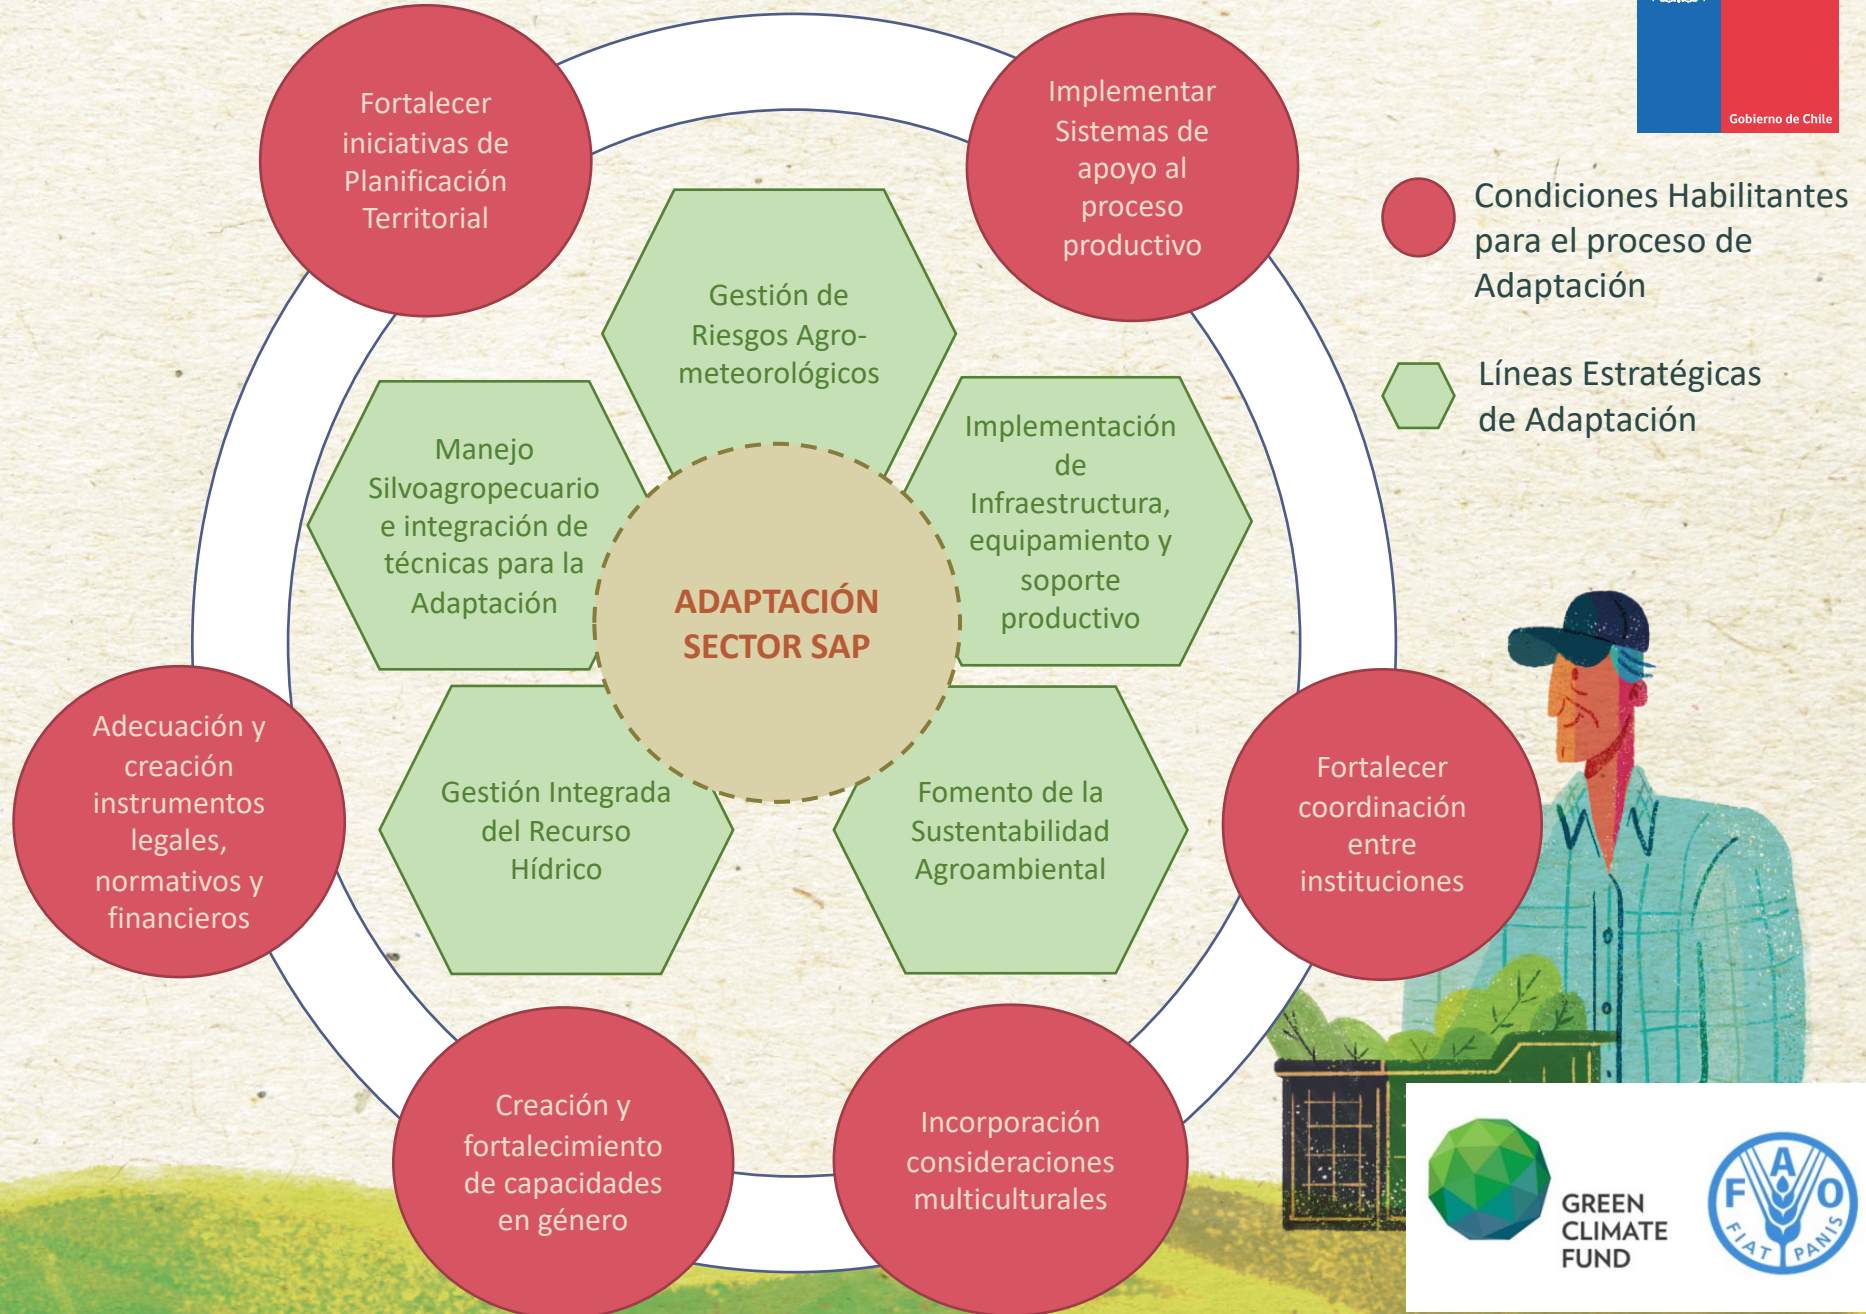 Gobierno de Chile
Fortalecer
iniciativas de
Planificación
Territorial
Implementar
Sistemas de
apoyo al
proceso
productivo
Condiciones Habilitantes
para el proceso de
Adaptación
Líneas Estratégicas
de Adaptación
Gestión de
Riesgos Agro-
meteorológicos
Manejo
Silvoagropecuario
e integración de
técnicas para la
Adaptación
Implementación
de
Infraestructura,
equipamiento y
soporte
productivo
ADAPTACIÓN
SECTOR SAP
Adecuación y
creación
instrumentos
legales,
normativos y
financieros
Gestión Integrada
del Recurso
Hídrico
Fomento de la
Sustentabilidad
Agroambiental
Fortalecer
coordinación
entre
instituciones
Creación y
fortalecimiento
de capacidades
en género
Incorporación
consideraciones
multiculturales
GREEN
CLIMATE
FUND
FAO
FIAT PANIS